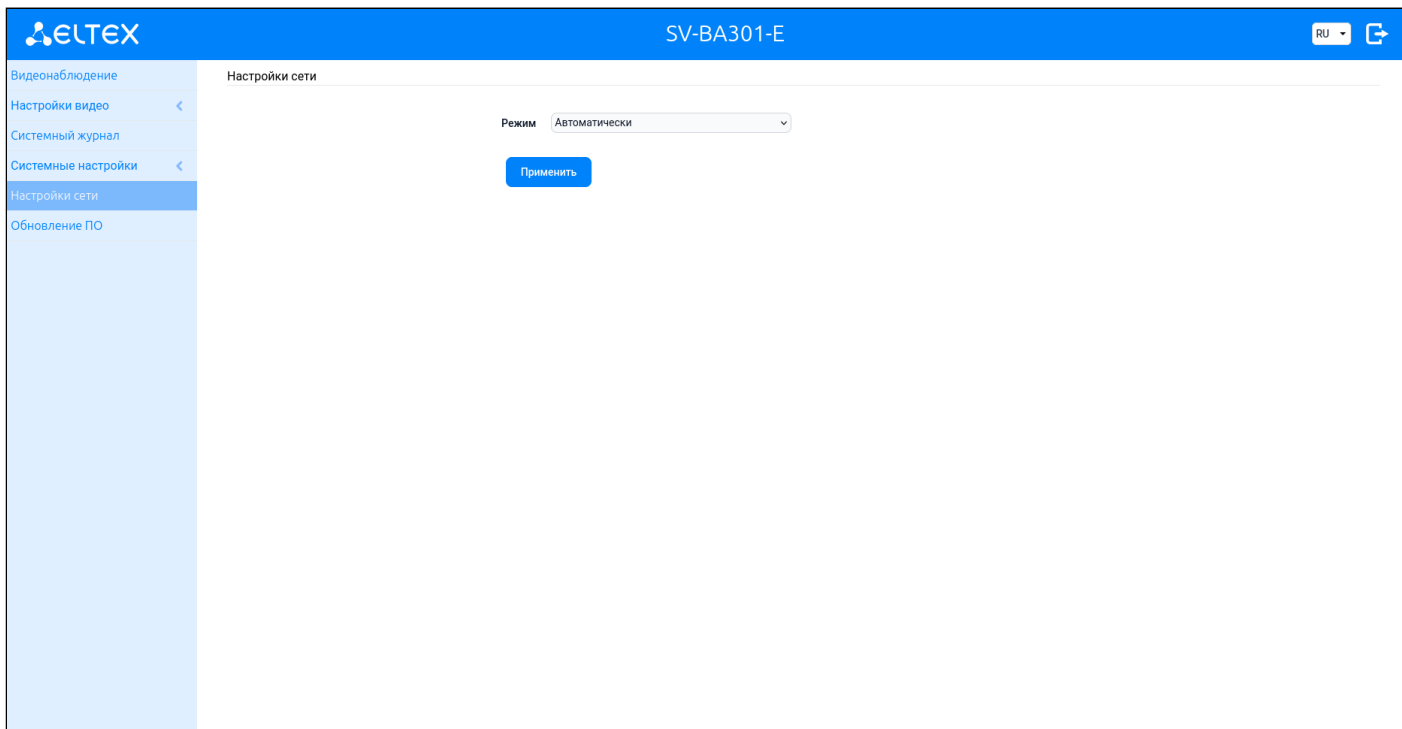 ELTEX
SV-BA301-E
RU
Видеонаблюдение
Настройки видео
Системный журнал
Системные настройки
Настройки сети
Обновление ПО
Настройки сети
Режим Автоматически
Применить